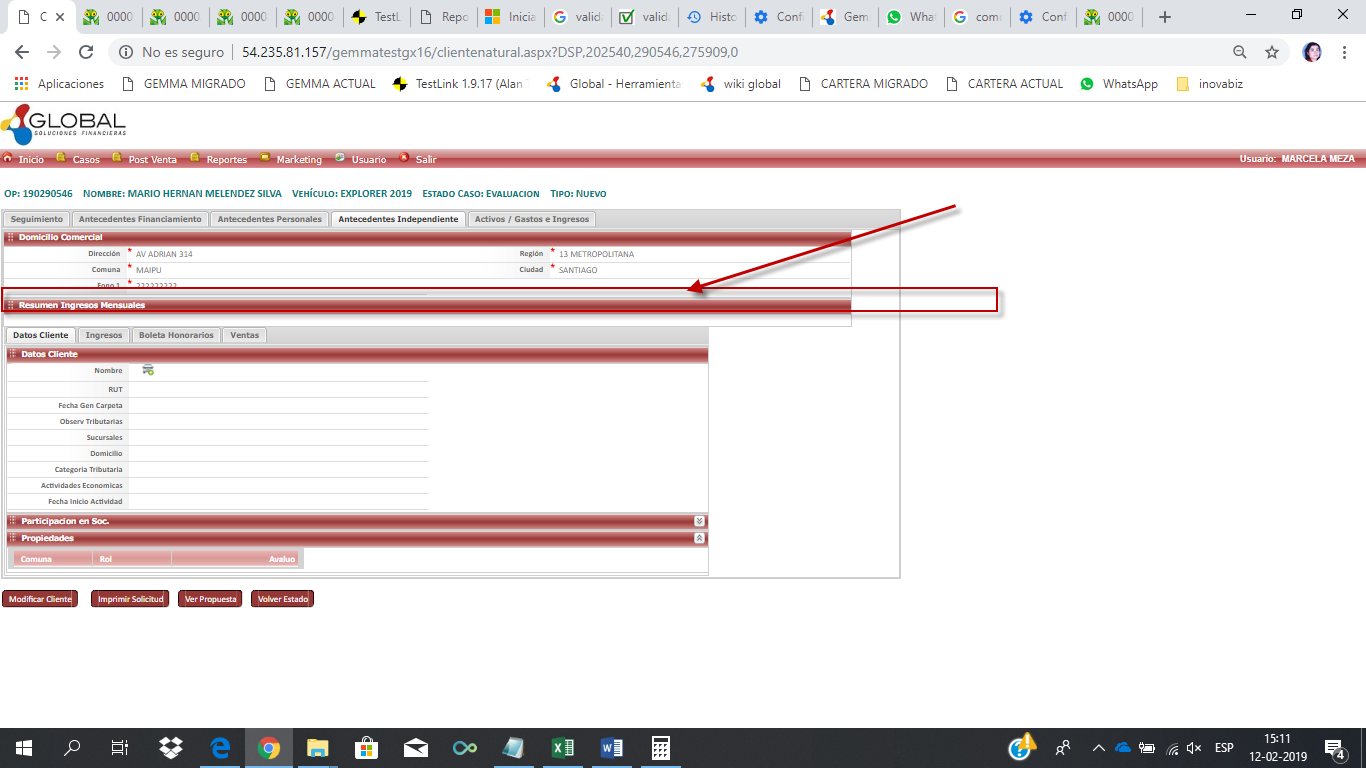 C
0000
0000
0000
0000
TestL
Repo
Inicia
valida
valida
Histo
Confi
Gem
What
como
Conf
0000
No es seguro | 54.235.81.157/gemmatestgx16/clientenatural.aspx?DSP,202540,290546,275909,0
Aplicaciones
GEMMA MIGRADO
GEMMA ACTUAL
TestLink 1.9.17 (Alan
Global - Herramienta
wiki global
CARTERA MIGRADO
CARTERA ACTUAL
WhatsApp
inovabiz
GLOBAL
SOLUCIONES FINANCIERAS
Inicio Casos Post Venta Reportes Marketing Usuario Salir Usuario: MARCELA MEZA
Op: 190290546 Nombre: MARIO HERNAN MELENDEZ SILVA Vehículo: EXPLORER 2019 Estado Caso: Evaluacion Tipo: Nuevo
Seguimiento Antecedentes Financiamiento Antecedentes Personales Antecedentes Independiente Activos / Gastos e Ingresos
Domicilio Comercial
Dirección * AV ADRIAN 314 Región * 13 METROPOLITANA
Comuna * MAIPU Ciudad * SANTIAGO
Fono 1 *
Resumen Ingresos Mensuales
Datos Cliente Ingresos Boleta Honorarios Ventas
Datos Cliente
Nombre
RUT
Fecha Gen Carpeta
Observ Tributarias
Sucursales
Domicilio
Categoria Tributaria
Actividades Economicas
Fecha Inicio Actividad
Participacion en Soc.
Propiedades
Comuna Rol Avaluo
Modificar Cliente Imprimir Solicitud Ver Propuesta Volver Estado
ESP
15:11
12-02-2019
4